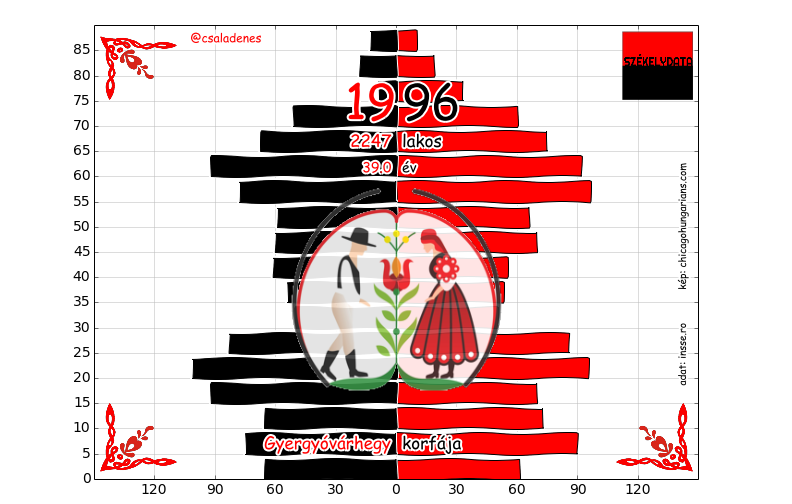 @csaladenes
SZÉKELYDATA
1996
2247 lakos
39.0 év
kép: chicagohungarians.com
adat: insse.ro
Gyergyóvárhegy korfája
85
80
75
70
65
60
55
50
45
40
35
30
25
20
15
10
5
0
120 90 60 30 0 30 60 90 120